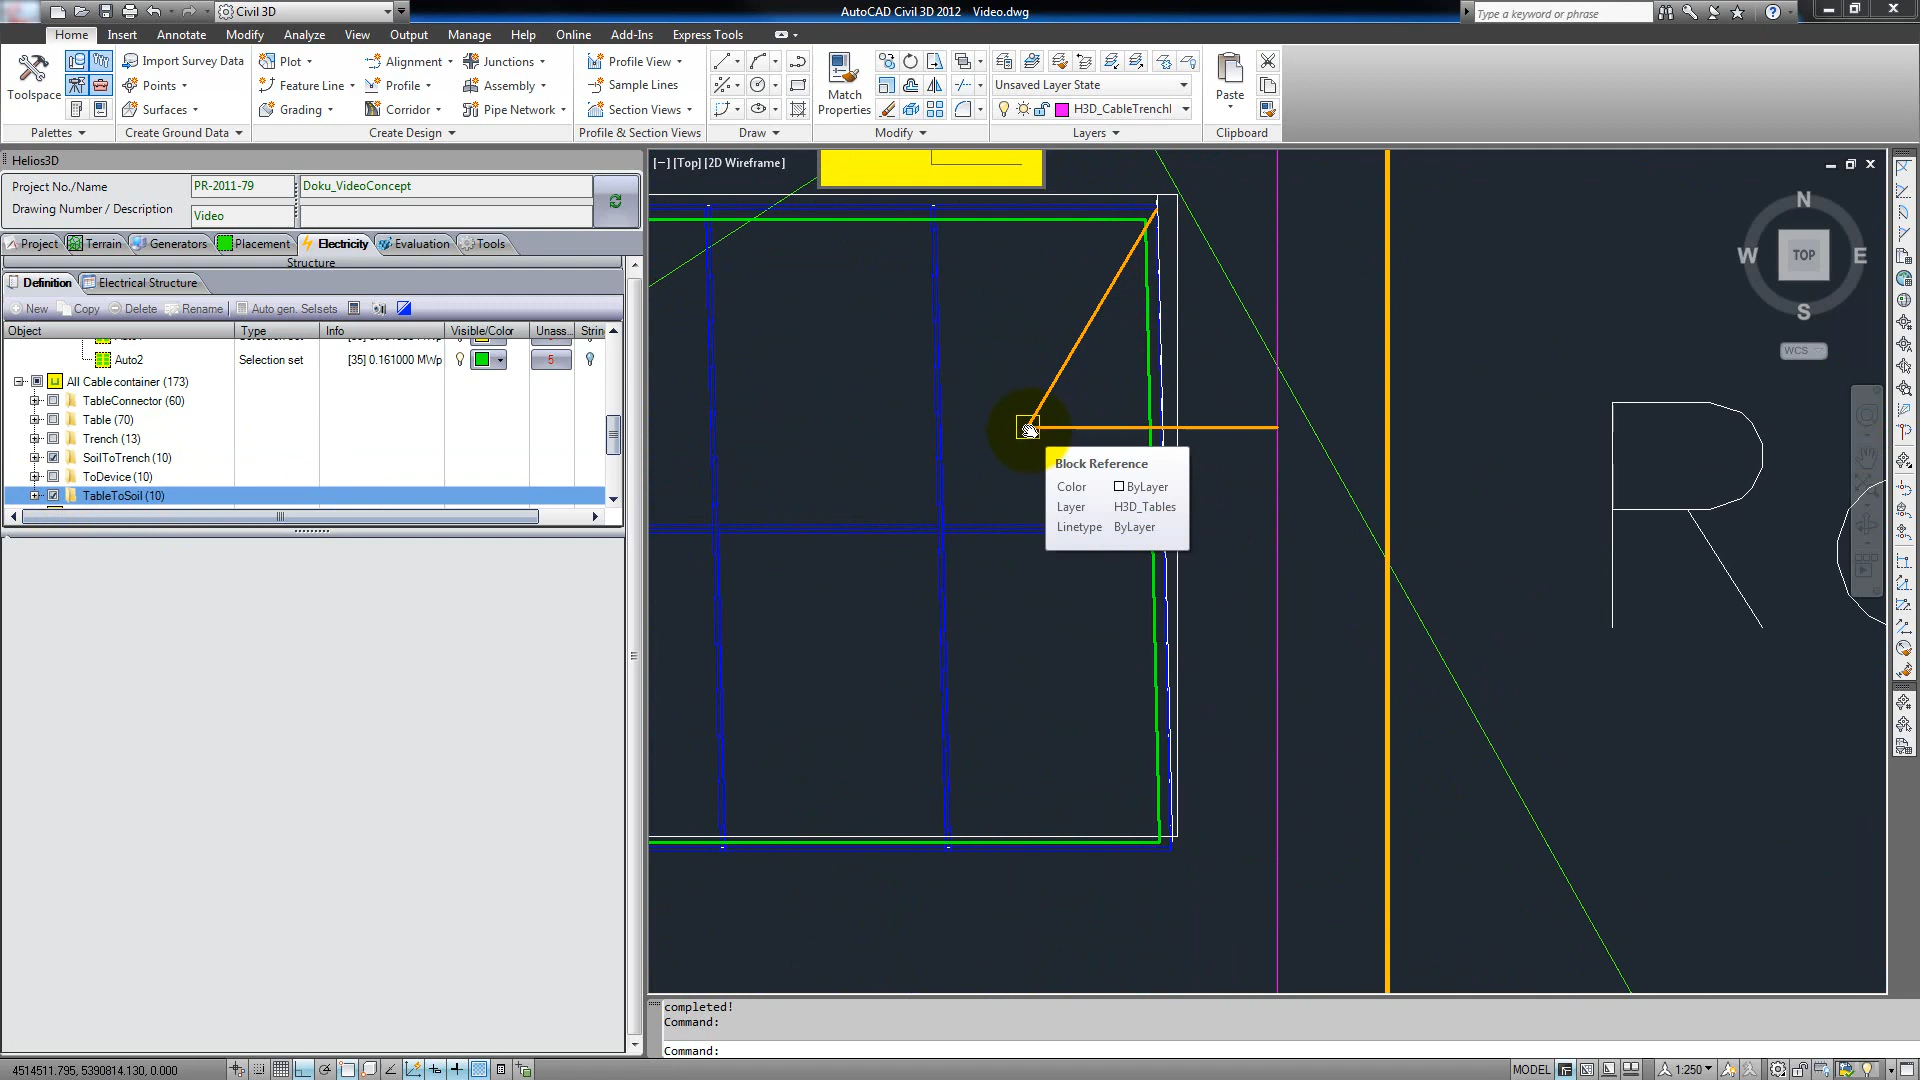 Civil 3D
AutoCAD Civil 3D 2012 Video.dwg
Type a keyword or phrase
Home Insert Annotate Modify View Analyze Output Manage Help Online Add-Ins Express Tools
Toolspace
Import Survey Data
Points
Surfaces
Plot
Feature Line
Grading
Alignment
Profile
Corridor
Junctions
Assembly
Pipe Network
Profile View
Sample Lines
Section Views
Match
Properties
Unsaved Layer State
H3D_CableTrenchl
Paste
Palettes
Create Ground Data
Create Design
Profile & Section Views
Draw
Modify
Layers
Clipboard
Helios3D
Project No./Name PR-2011-79 Doku_VideoConcept
Drawing Number / Description Video
Project Terrain Generators Placement Electricity Evaluation Tools
Structure
Definition Electrical Structure
New Copy Delete Rename Auto gen. Selsets
Object Type Info Visible/Color Unass... Strin
Auto2 Selection set [35] 0.161000 MWp 5
All Cable container (173)
TableConnector (60)
Table (70)
Trench (13)
SoilToTrench (10)
ToDevice (10)
TableToSoil (10)
[−] [Top] [2D Wireframe]
N
W TOP E
S
WCS
R
Block Reference
Color ByLayer
Layer H3D_Tables
Linetype ByLayer
completed!
Command:
Command:
4514511.795, 5390814.130, 0.000
MODEL
1:250